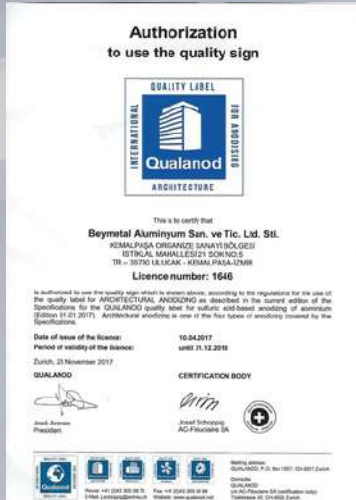 Authorization
to use the quality sign
QUALITY LABEL
INTERNATIONAL
FOR ANODISING
Qualanod
ARCHITECTURE
This is to certify that
Beymetal Aluminyum San. ve Tic. Ltd. Sti.
KEMALPAŞA ORGANIZE SANAYİ BÖLGESİ
ISTİKLAL MAHALLESİ 21 SOK NO:5
TR – 35730 ULUCAK - KEMALPAŞA-İZMİR
Licence number: 1646
is authorized to use the quality sign which is shown above, according to the regulations for the use of
the quality label for ARCHITECTURAL ANODIZING as described in the current edition of the
Specifications for the QUALANOD quality label for sulfuric acid-based anodizing of aluminium
(Edition 01.01.2017). Architectural anodizing is one of the four types of anodizing covered by the
Specifications.
Date of issue of the licence: 10.04.2017
Period of validity of the licence: until 31.12.2018
Zurich, 23 November 2017
QUALANOD CERTIFICATION BODY
President
Josef Schoppig
AC-Fiduciaire SA
QUALANOD, P.O. Box
QUALANOD